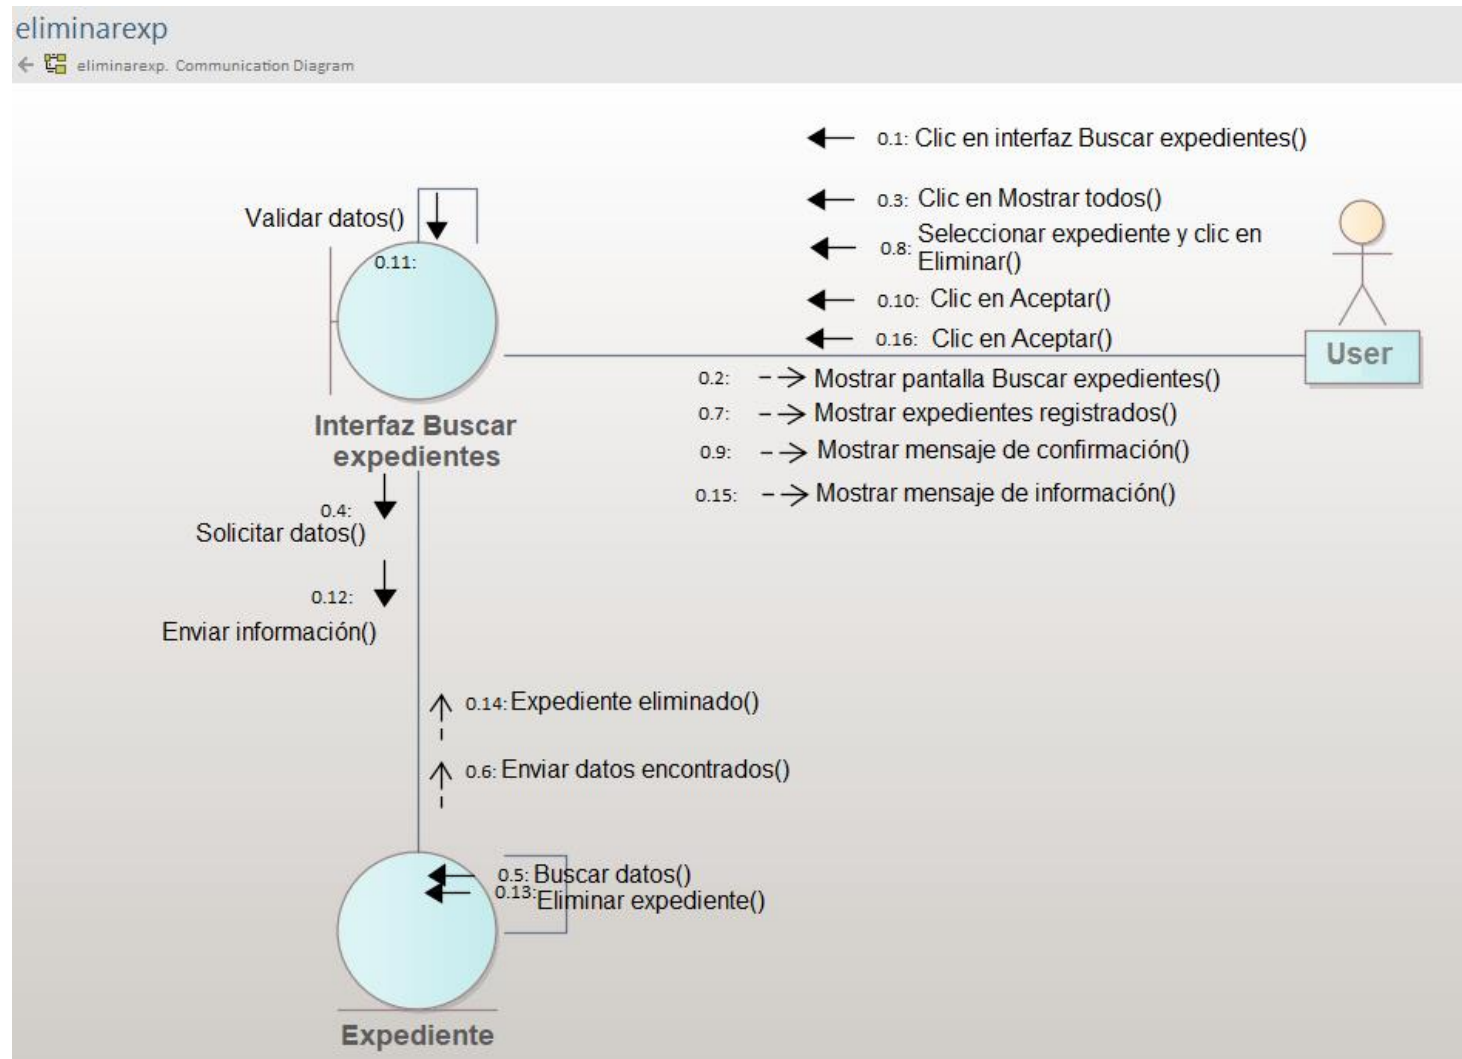 eliminarexp
eliminarexp. Communication Diagram
0.1: Clic en interfaz Buscar expedientes()
0.3: Clic en Mostrar todos()
0.8: Seleccionar expediente y clic en
Eliminar()
0.10: Clic en Aceptar()
0.16: Clic en Aceptar()
User
Validar datos()
0.11:
Interfaz Buscar
expedientes
0.2: Mostrar pantalla Buscar expedientes()
0.7: Mostrar expedientes registrados()
0.9: Mostrar mensaje de confirmación()
0.15: Mostrar mensaje de información()
0.4:
Solicitar datos()
0.12:
Enviar información()
0.14: Expediente eliminado()
0.6: Enviar datos encontrados()
0.5: Buscar datos()
0.13: Eliminar expediente()
Expediente